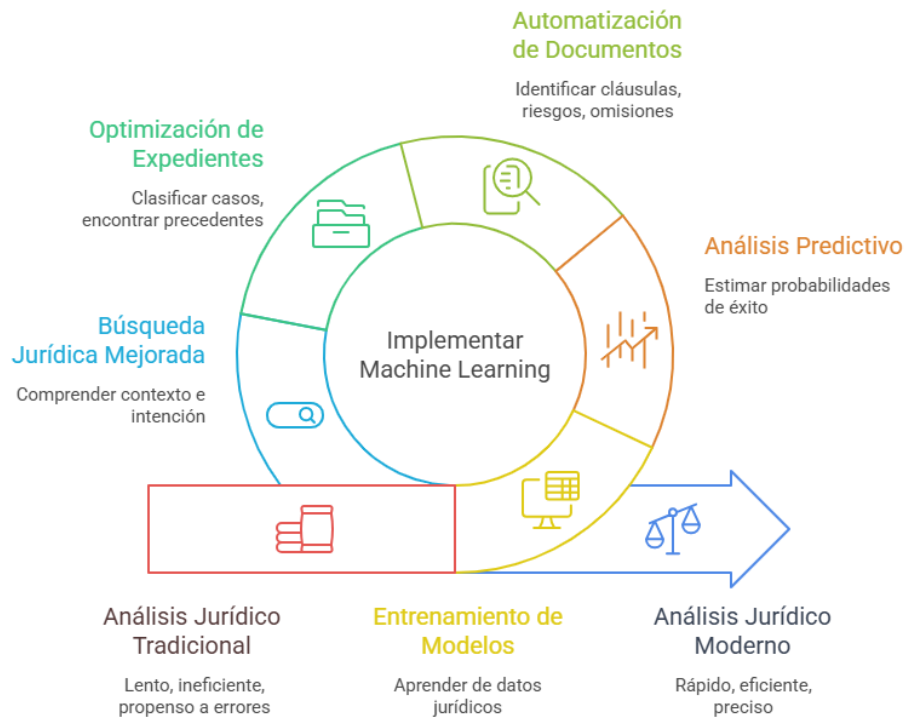 Automatización
de Documentos
Identificar cláusulas,
riesgos, omisiones
Optimización de
Expedientes
Clasificar casos,
encontrar precedentes
Análisis Predictivo
Estimar probabilidades
de éxito
Búsqueda
Jurídica Mejorada
Comprender contexto e
intención
Implementar
Machine Learning
Análisis Jurídico
Tradicional
Lento, ineficiente,
propenso a errores
Entrenamiento de
Modelos
Aprender de datos
jurídicos
Análisis Jurídico
Moderno
Rápido, eficiente,
preciso